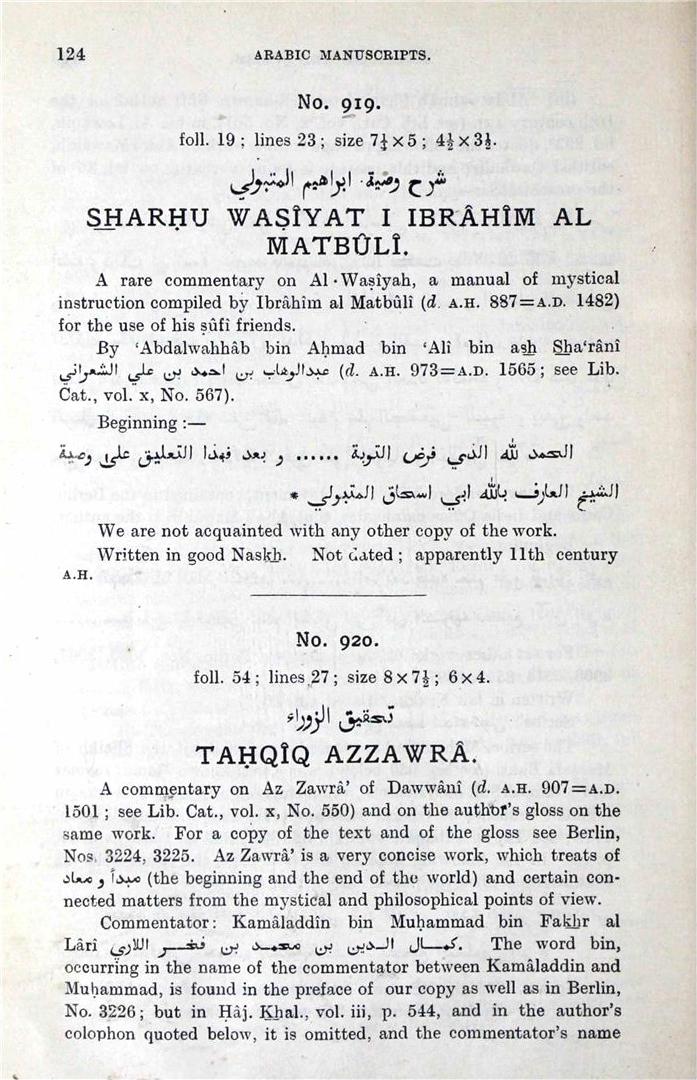 124 ARABIC MANUSCRIPTS.
No. 919.
foll. 19 ; lines 23 ; size 7¼ × 5 ; 4½ × 3½.
شرح وصية ابراهيم المتبولي
SHARḤU WAṢÎYAT I IBRÂHÎM AL
MATBÛLÎ.
A rare commentary on Al-Waṣîyah, a manual of mystical
instruction compiled by Ibrâhîm al Matbûlî (d. A.H. 887=A.D. 1482)
for the use of his ṣûfî friends.
By ‘Abdalwahhâb bin Aḥmad bin ‘Alî bin ash Sha‘rânî
عبدالوهاب بن احمد بن علي الشعراني (d. A.H. 973=A.D. 1565 ; see Lib.
Cat., vol. x, No. 567).
Beginning :—
الحمد لله الذي فرض التوبة ...... و بعد فهذا التعليق على وصية
الشيخ العارف بالله ابي اسحاق المتبولي *
We are not acquainted with any other copy of the work.
Written in good Naskh. Not dated ; apparently 11th century
A.H.
No. 920.
foll. 54 ; lines 27 ; size 8 × 7½ ; 6 × 4.
تحقيق الزوراء
TAḤQÎQ AZZAWRÂ.
A commentary on Az Zawrâ’ of Dawwânî (d. A.H. 907=A.D.
1501 ; see Lib. Cat., vol. x, No. 550) and on the author’s gloss on the
same work. For a copy of the text and of the gloss see Berlin,
Nos. 3224, 3225. Az Zawrâ’ is a very concise work, which treats of
مبدأ و معاد (the beginning and the end of the world) and certain con-
nected matters from the mystical and philosophical points of view.
Commentator : Kamâladdîn bin Muḥammad bin Fakhr al
Lârî كمال الدين بن محمد بن فخر اللاري. The word bin,
occurring in the name of the commentator between Kamâladdin and
Muḥammad, is found in the preface of our copy as well as in Berlin,
No. 3226 ; but in Ḥâj. Khal., vol. iii, p. 544, and in the author’s
colophon quoted below, it is omitted, and the commentator’s name